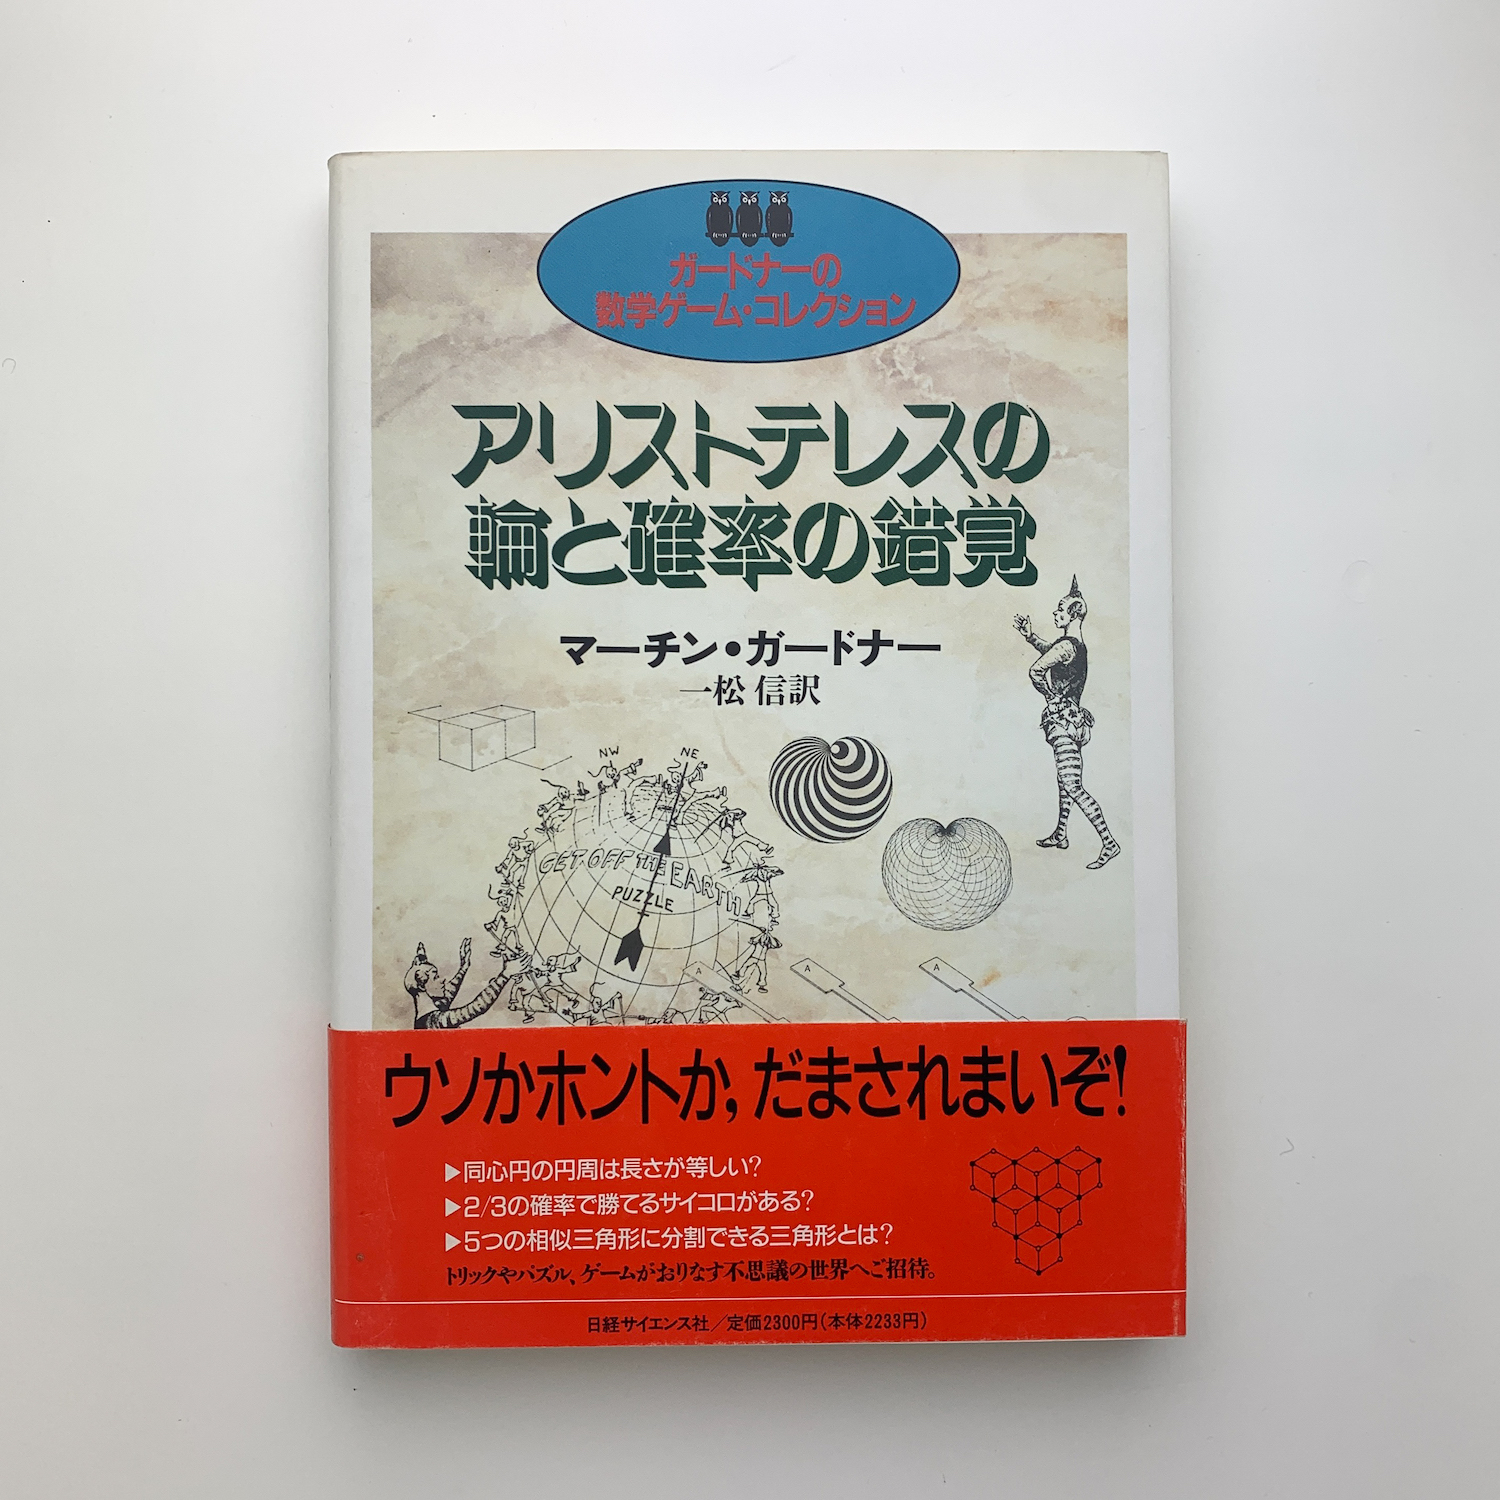 ガードナーの
数学ゲーム・コレクション
アリストテレスの
輪と確率の錯覚
マーチン・ガードナー
一松 信訳
NW NE
GET OFF THE EARTH
PUZZLE
A A A
ウソかホントか,だまされまいぞ!
▶同心円の円周は長さが等しい?
▶2/3の確率で勝てるサイコロがある?
▶5つの相似三角形に分割できる三角形とは?
トリックやパズル、ゲームがおりなす不思議の世界へご招待。
日経サイエンス社/定価2300円(本体2233円)